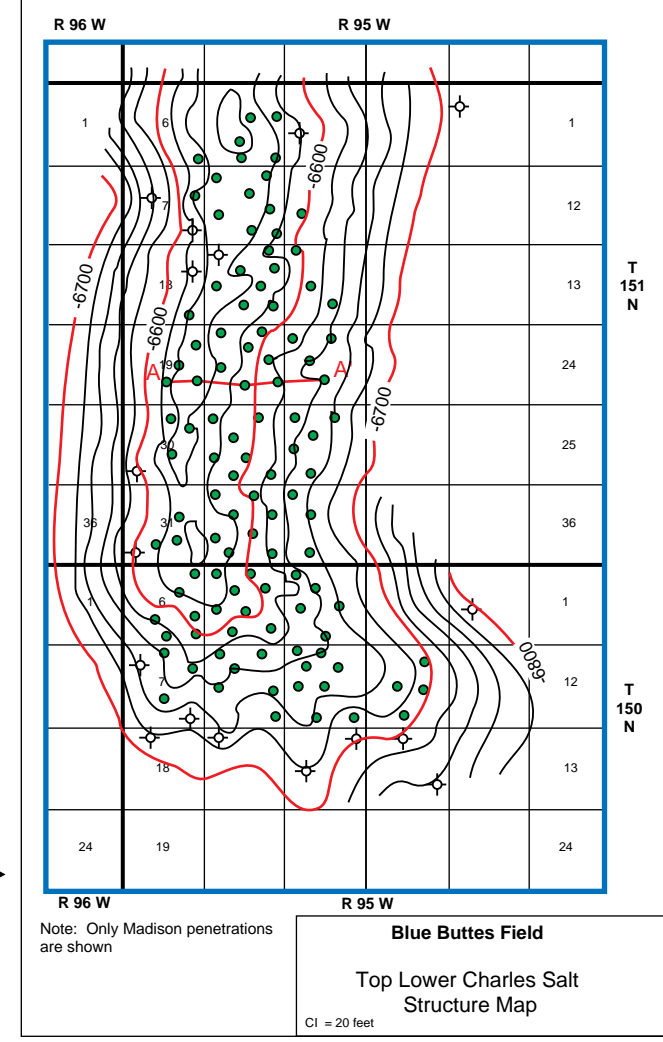 R 96 W R 95 W
1 6 1
-6600
7 12
-6700
13 13
T
151
N
-6600
19 24
A A'
-6700
30 25
36 31 36
1 6 1
-6800
7 12
T
150
N
18 13
24 19 24
R 96 W R 95 W
Note: Only Madison penetrations
are shown
Blue Buttes Field
Top Lower Charles Salt
Structure Map
CI = 20 feet